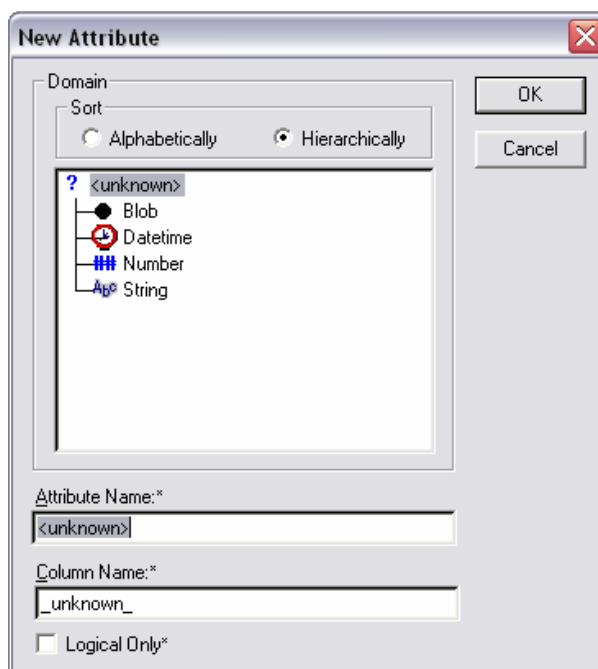 New Attribute
Domain
Sort
Alphabetically
Hierarchically
OK
Cancel
? <unknown>
Blob
Datetime
Number
Abc String
Attribute Name:*
<unknown>
Column Name:*
_unknown_
Logical Only*